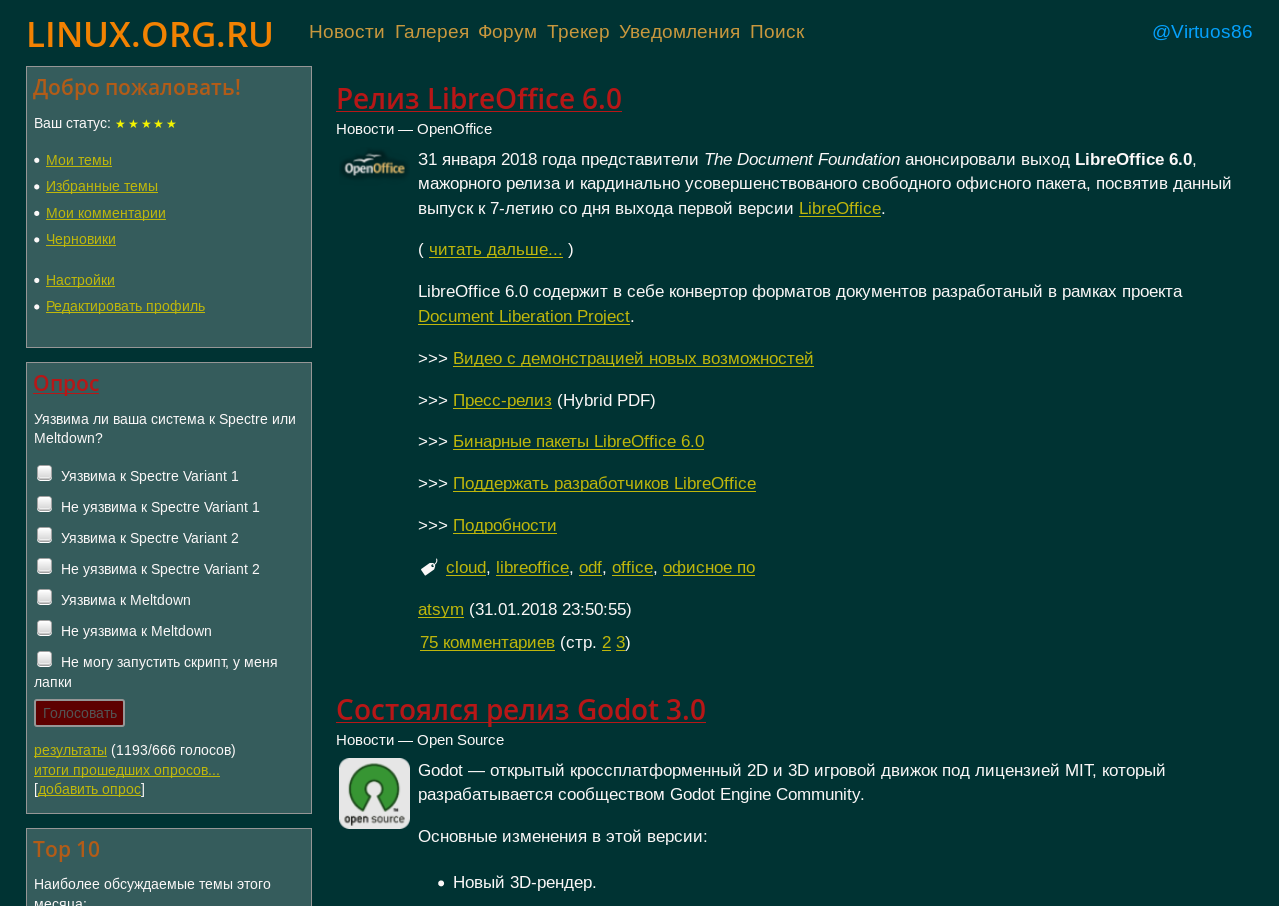 LINUX.ORG.RU
Новости Галерея Форум Трекер Уведомления Поиск
@Virtuos86
Добро пожаловать!
Ваш статус: ★★★★★
Мои темы
Избранные темы
Мои комментарии
Черновики
Настройки
Редактировать профиль
Опрос
Уязвима ли ваша система к Spectre или
Meltdown?
Уязвима к Spectre Variant 1
Не уязвима к Spectre Variant 1
Уязвима к Spectre Variant 2
Не уязвима к Spectre Variant 2
Уязвима к Meltdown
Не уязвима к Meltdown
Не могу запустить скрипт, у меня
лапки
Голосовать
результаты (1193/666 голосов)
итоги прошедших опросов...
[добавить опрос]
Top 10
Наиболее обсуждаемые темы этого
месяца:
Релиз LibreOffice 6.0
Новости — OpenOffice
OpenOffice
31 января 2018 года представители The Document Foundation анонсировали выход LibreOffice 6.0,
мажорного релиза и кардинально усовершенствованого свободного офисного пакета, посвятив данный
выпуск к 7-летию со дня выхода первой версии LibreOffice.
( читать дальше... )
LibreOffice 6.0 содержит в себе конвертор форматов документов разработаный в рамках проекта
Document Liberation Project.
>>> Видео с демонстрацией новых возможностей
>>> Пресс-релиз (Hybrid PDF)
>>> Бинарные пакеты LibreOffice 6.0
>>> Поддержать разработчиков LibreOffice
>>> Подробности
cloud, libreoffice, odf, office, офисное по
atsym (31.01.2018 23:50:55)
75 комментариев (стр. 2 3)
Состоялся релиз Godot 3.0
Новости — Open Source
open source
Godot — открытый кроссплатформенный 2D и 3D игровой движок под лицензией MIT, который
разрабатывается сообществом Godot Engine Community.
Основные изменения в этой версии:
Новый 3D-рендер.